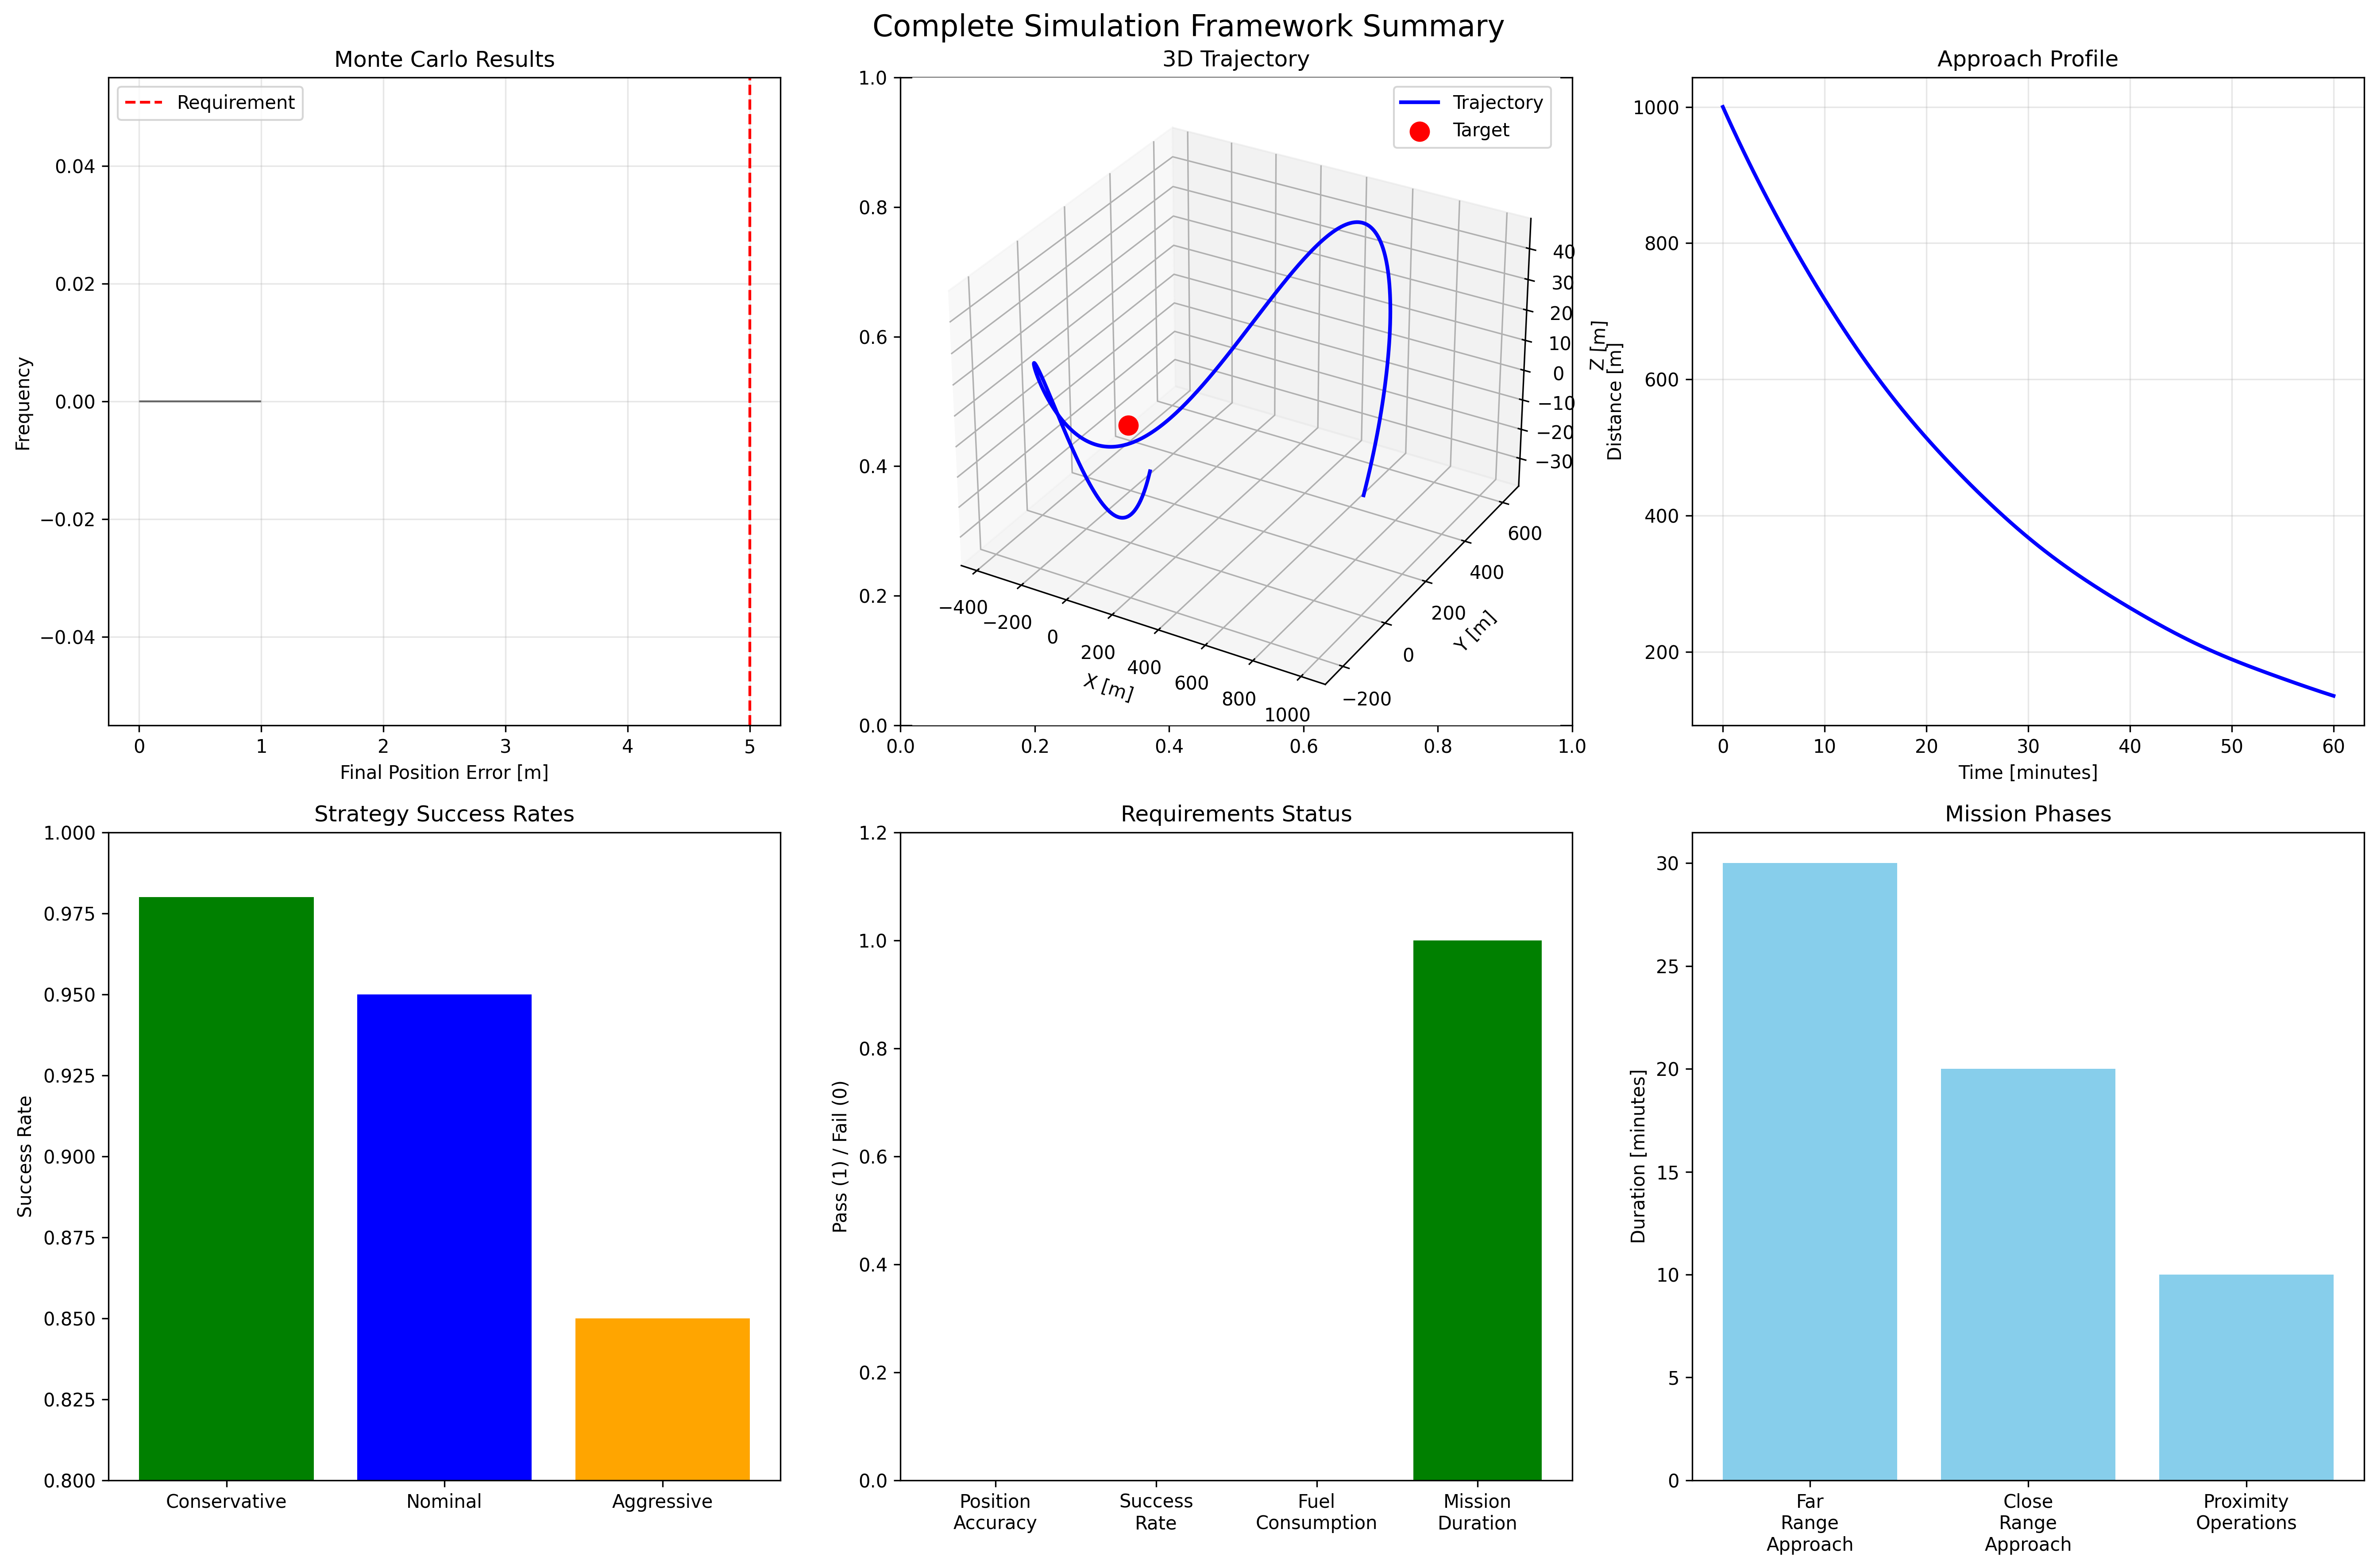 Complete Simulation Framework Summary
Monte Carlo Results
Requirement
0.04
0.02
0.00
−0.02
−0.04
Frequency
0 1 2 3 4 5
Final Position Error [m]
3D Trajectory
Trajectory
Target
1.0
0.8
0.6
0.4
0.2
0.0
0.0 0.2 0.4 0.6 0.8 1.0
−400
−200
0
200
400
600
800
1000
X [m]
−200
0
200
400
600
Y [m]
40
30
20
10
0
−10
−20
−30
Z [m]
Approach Profile
Distance [m]
1000
800
600
400
200
0 10 20 30 40 50 60
Time [minutes]
Strategy Success Rates
Success Rate
1.000
0.975
0.950
0.925
0.900
0.875
0.850
0.825
0.800
Conservative Nominal Aggressive
Requirements Status
Pass (1) / Fail (0)
1.2
1.0
0.8
0.6
0.4
0.2
0.0
Position
Accuracy
Success
Rate
Fuel
Consumption
Mission
Duration
Mission Phases
Duration [minutes]
30
25
20
15
10
5
0
Far
Range
Approach
Close
Range
Approach
Proximity
Operations